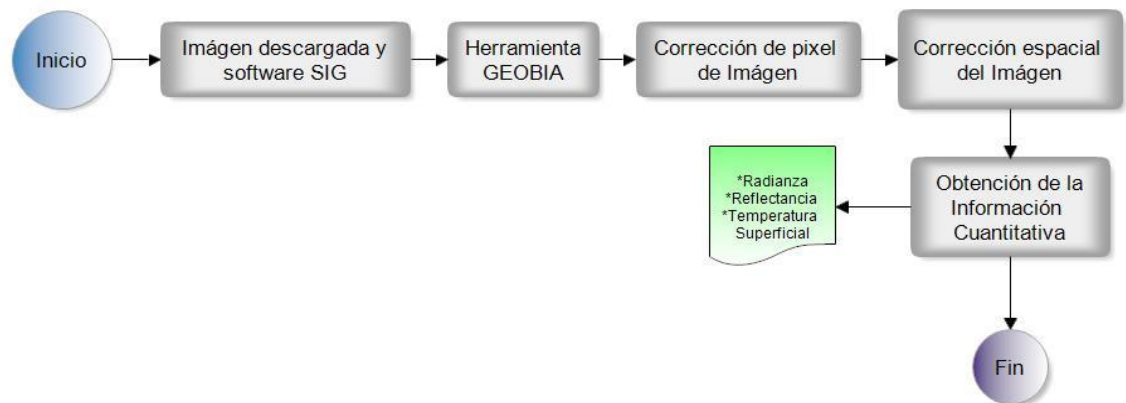 Inicio
Imágen descargada y
software SIG
Herramienta
GEOBIA
Corrección de pixel
de Imágen
Corrección espacial
del Imágen
*Radianza
*Reflectancia
*Temperatura
Superficial
Obtención de la
Información
Cuantitativa
Fin